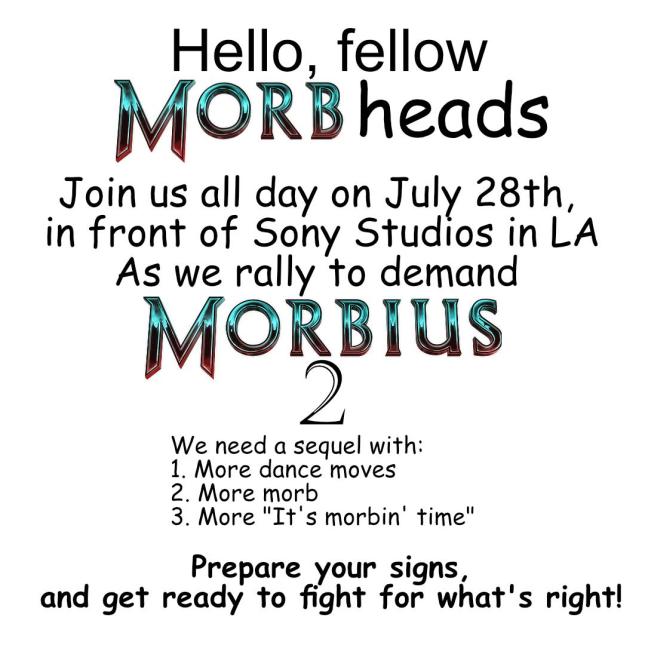 Hello, fellow
MORB heads
Join us all day on July 28th,
in front of Sony Studios in LA
As we rally to demand
MORBIUS
2
We need a sequel with:
1. More dance moves
2. More morb
3. More "It's morbin' time"
Prepare your signs,
and get ready to fight for what's right!